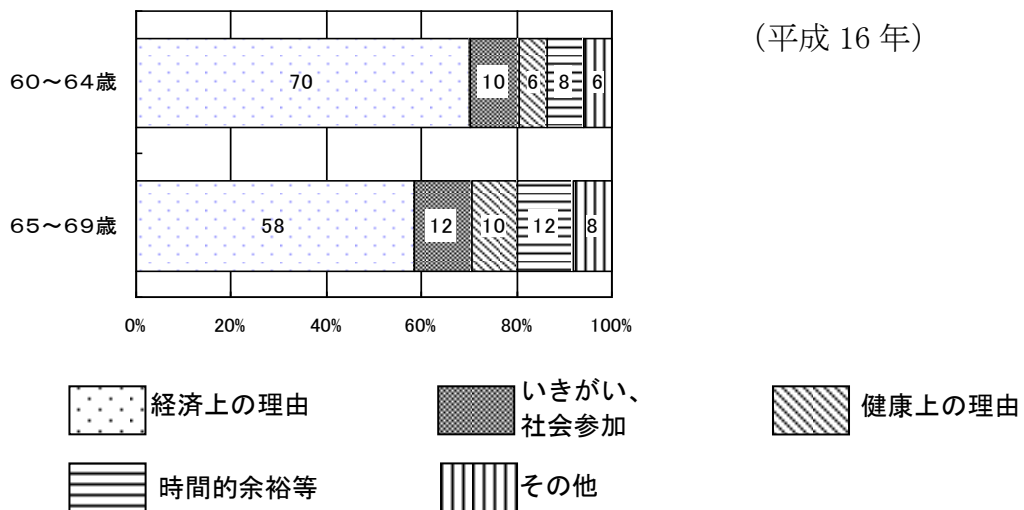 (平成 16 年)
60~64歳
70
10
6
8
6
65~69歳
58
12
10
12
8
0%
20%
40%
60%
80%
100%
経済上の理由
いきがい、
社会参加
健康上の理由
時間的余裕等
その他